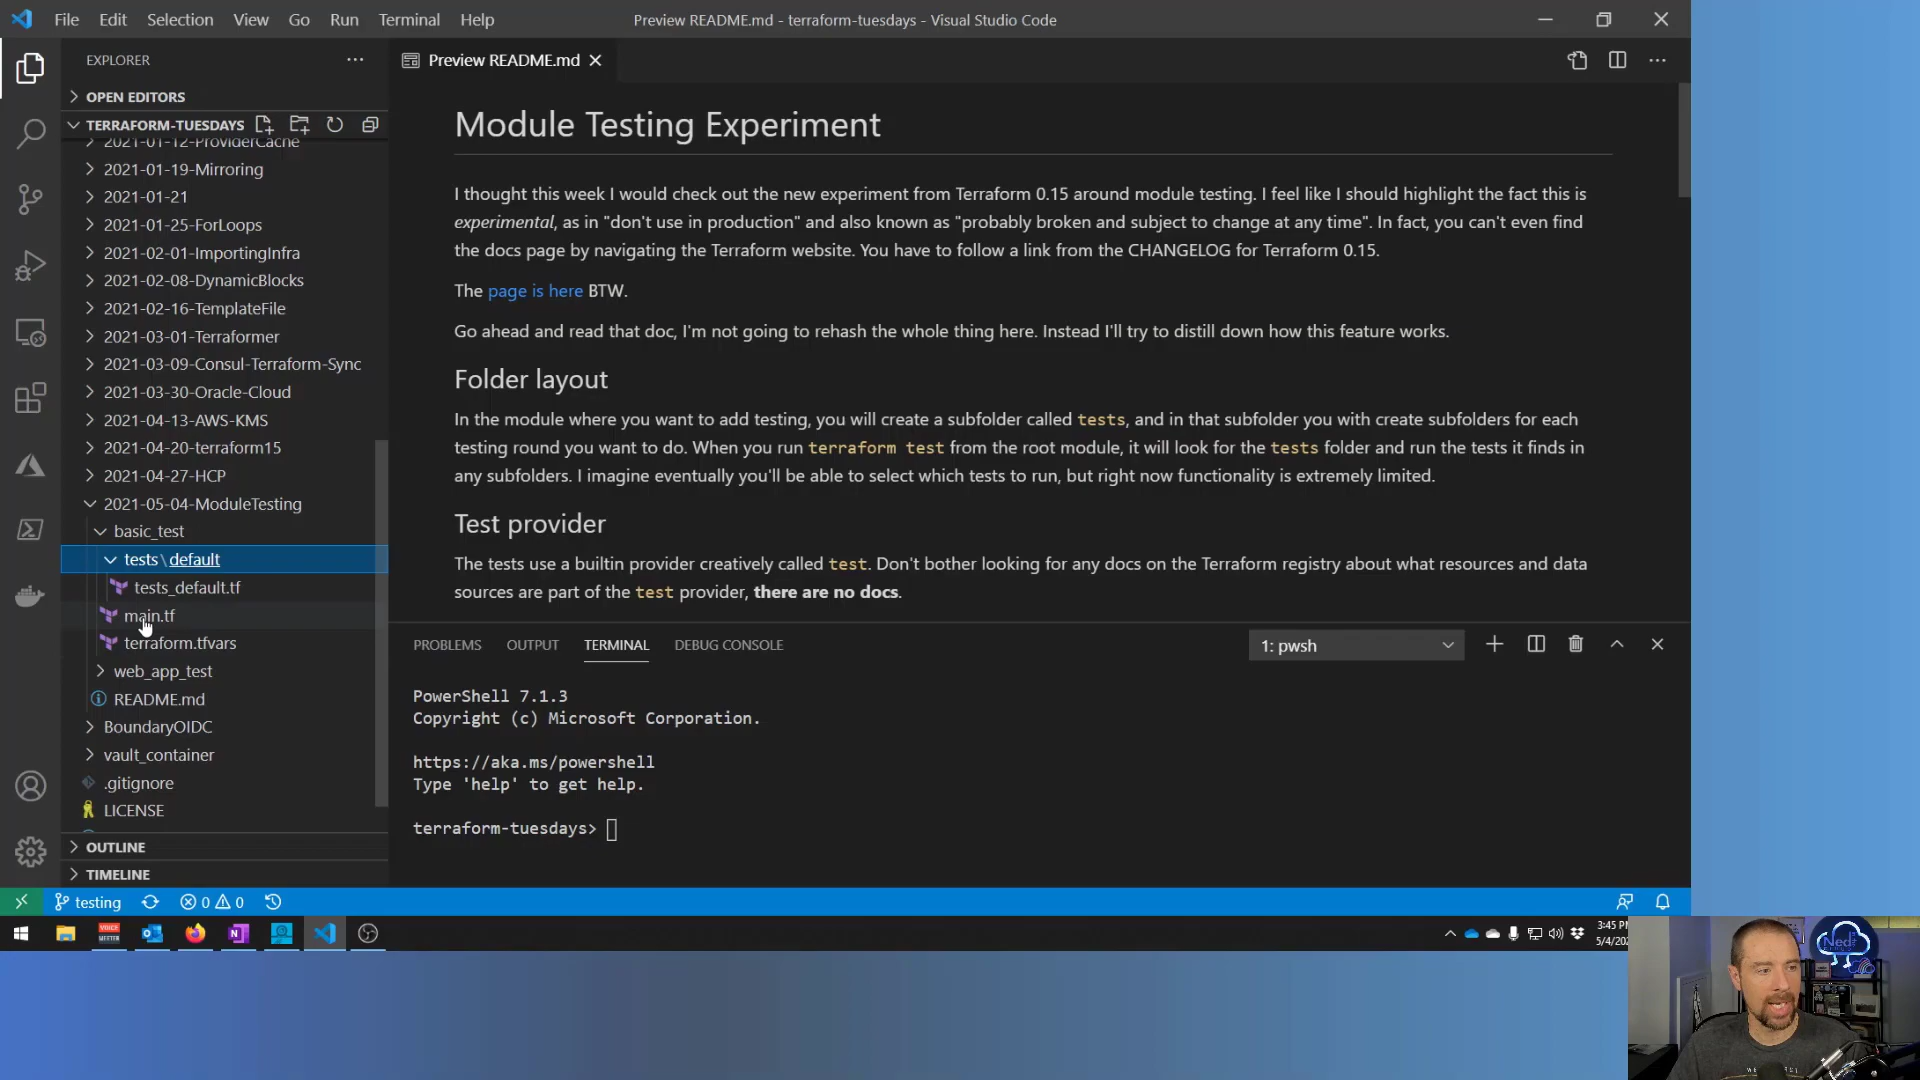 File Edit Selection View Go Run Terminal Help
Preview README.md - terraform-tuesdays - Visual Studio Code
EXPLORER
OPEN EDITORS
TERRAFORM-TUESDAYS
2021-01-12-ProviderCache
2021-01-19-Mirroring
2021-01-21
2021-01-25-ForLoops
2021-02-01-ImportingInfra
2021-02-08-DynamicBlocks
2021-02-16-TemplateFile
2021-03-01-Terraformer
2021-03-09-Consul-Terraform-Sync
2021-03-30-Oracle-Cloud
2021-04-13-AWS-KMS
2021-04-20-terraform15
2021-04-27-HCP
2021-05-04-ModuleTesting
basic_test
tests\default
tests_default.tf
main.tf
terraform.tfvars
web_app_test
README.md
BoundaryOIDC
vault_container
.gitignore
LICENSE
OUTLINE
TIMELINE
Preview README.md
Module Testing Experiment
I thought this week I would check out the new experiment from Terraform 0.15 around module testing. I feel like I should highlight the fact this is
experimental, as in "don't use in production" and also known as "probably broken and subject to change at any time". In fact, you can't even find
the docs page by navigating the Terraform website. You have to follow a link from the CHANGELOG for Terraform 0.15.
The page is here BTW.
Go ahead and read that doc, I'm not going to rehash the whole thing here. Instead I'll try to distill down how this feature works.
Folder layout
In the module where you want to add testing, you will create a subfolder called tests, and in that subfolder you with create subfolders for each
testing round you want to do. When you run terraform test from the root module, it will look for the tests folder and run the tests it finds in
any subfolders. I imagine eventually you'll be able to select which tests to run, but right now functionality is extremely limited.
Test provider
The tests use a builtin provider creatively called test. Don't bother looking for any docs on the Terraform registry about what resources and data
sources are part of the test provider, there are no docs.
PROBLEMS OUTPUT TERMINAL DEBUG CONSOLE
1: pwsh
PowerShell 7.1.3
Copyright (c) Microsoft Corporation.
https://aka.ms/powershell
Type 'help' to get help.
terraform-tuesdays>
testing
0 0
3:45 P
5/4/202
Ned